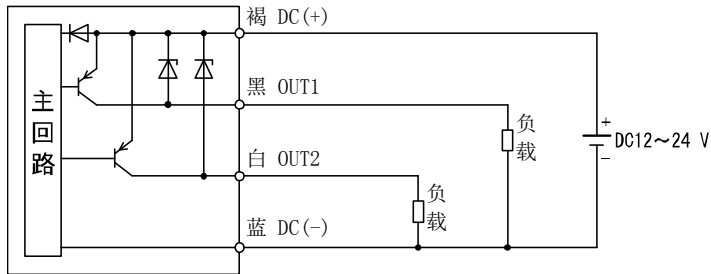 褐 DC(+)
主回路
黑 OUT1
负载
+
DC12～24 V
-
白 OUT2
负载
蓝 DC(-)